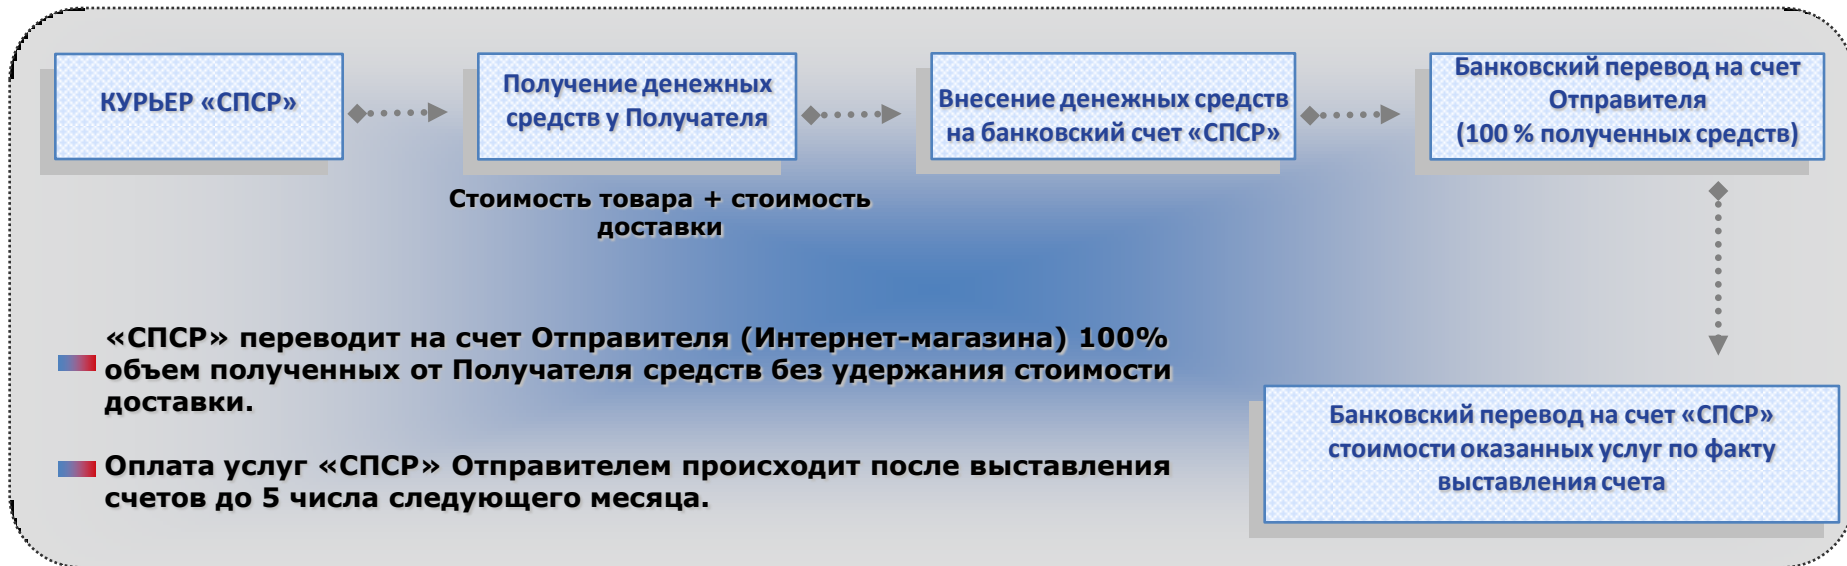 КУРЬЕР «СПСР»
Получение денежных
средств у Получателя
Внесение денежных средств
на банковский счет «СПСР»
Банковский перевод на счет
Отправителя
(100 % полученных средств)
Стоимость товара + стоимость
доставки
«СПСР» переводит на счет Отправителя (Интернет-магазина) 100%
объем полученных от Получателя средств без удержания стоимости
доставки.
Оплата услуг «СПСР» Отправителем происходит после выставления
счетов до 5 числа следующего месяца.
Банковский перевод на счет «СПСР»
стоимости оказанных услуг по факту
выставления счета